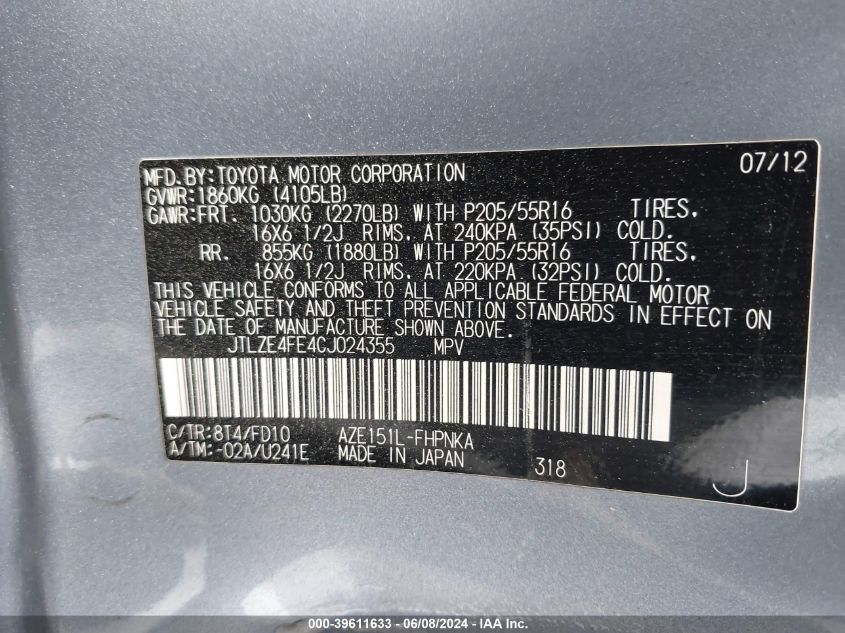 MFD. BY: TOYOTA MOTOR CORPORATION 07/12
GVWR: 1860KG (4105LB)
GAWR: FRT. 1030KG (2270LB) WITH P205/55R16 TIRES,
16X6 1/2J RIMS, AT 240KPA (35PSI) COLD.
RR. 855KG (1880LB) WITH P205/55R16 TIRES,
16X6 1/2J RIMS, AT 220KPA (32PSI) COLD.
THIS VEHICLE CONFORMS TO ALL APPLICABLE FEDERAL MOTOR
VEHICLE SAFETY AND THEFT PREVENTION STANDARDS IN EFFECT ON
THE DATE OF MANUFACTURE SHOWN ABOVE.
JTLZE4FE4CJ024355 MPV
C/TR: 8T4/FD10 AZE151L-FHPNKA
A/TM: -02A/U241E MADE IN JAPAN 318 J
000-39611633 - 06/08/2024 - IAA Inc.